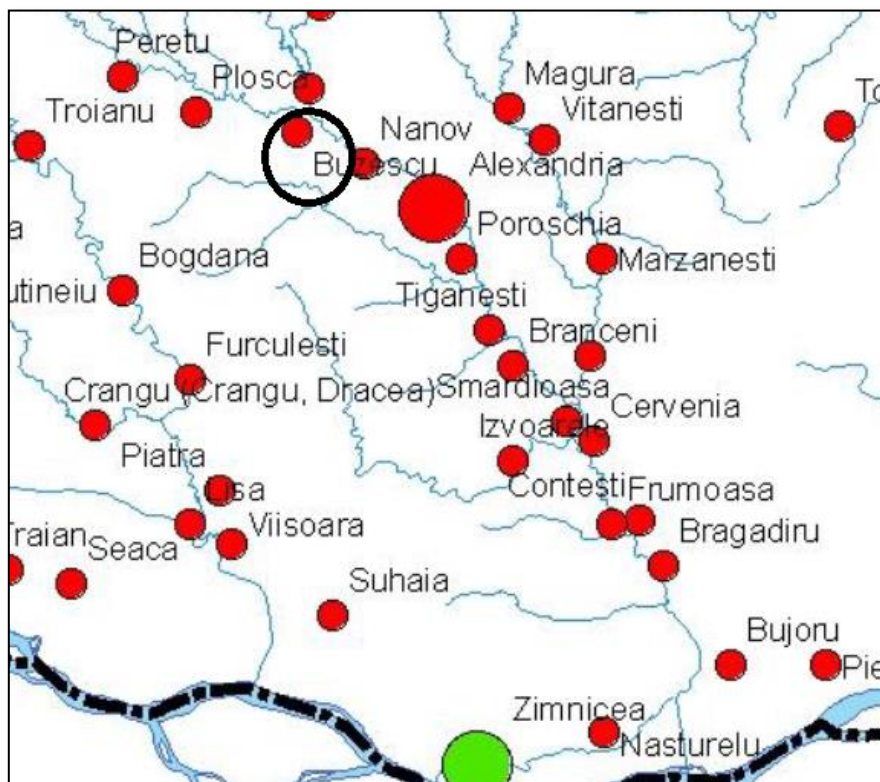 Peretu
Plosca
Magura
Troianu
Vitanesti
Nanov
Buzescu
Alexandria
Poroschia
Bogdana
Marzanesti
utineiu
Tiganesti
Furculesti
Branceni
Crangu (Crangu, Dracea)
Smardioasa
Cervenia
Izvoarele
Piatra
Lisa
Contesti
Frumoasa
Viisoara
Bragadiru
Seaca
Suhaia
Bujoru
Zimnicea
Nasturelu